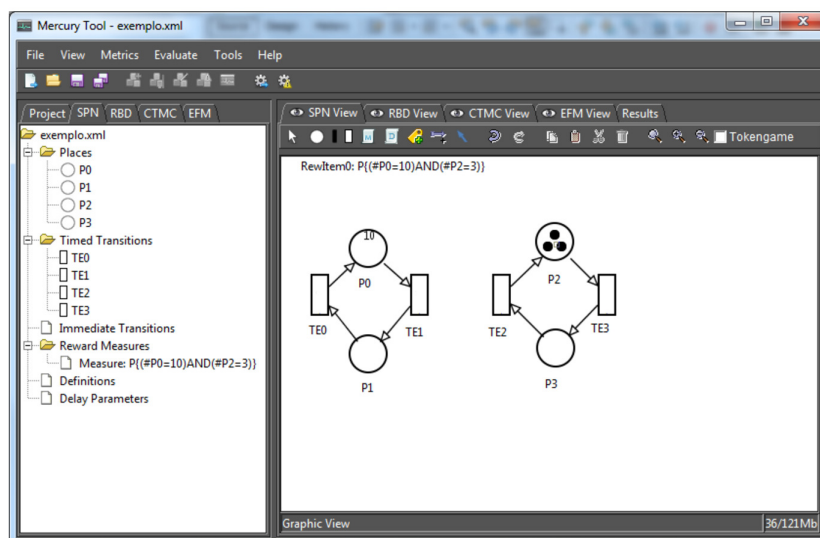 Mercury Tool - exemplo.xml
File View Metrics Evaluate Tools Help
Project SPN RBD CTMC EFM
SPN View RBD View CTMC View EFM View Results
Tokengame
exemplo.xml
Places
P0
P1
P2
P3
Timed Transitions
TE0
TE1
TE2
TE3
Immediate Transitions
Reward Measures
Measure: P{(#P0=10)AND(#P2=3)}
Definitions
Delay Parameters
RewItem0: P{(#P0=10)AND(#P2=3)}
10
P0
P2
TE0
TE1
TE2
TE3
P1
P3
Graphic View
36/121Mb